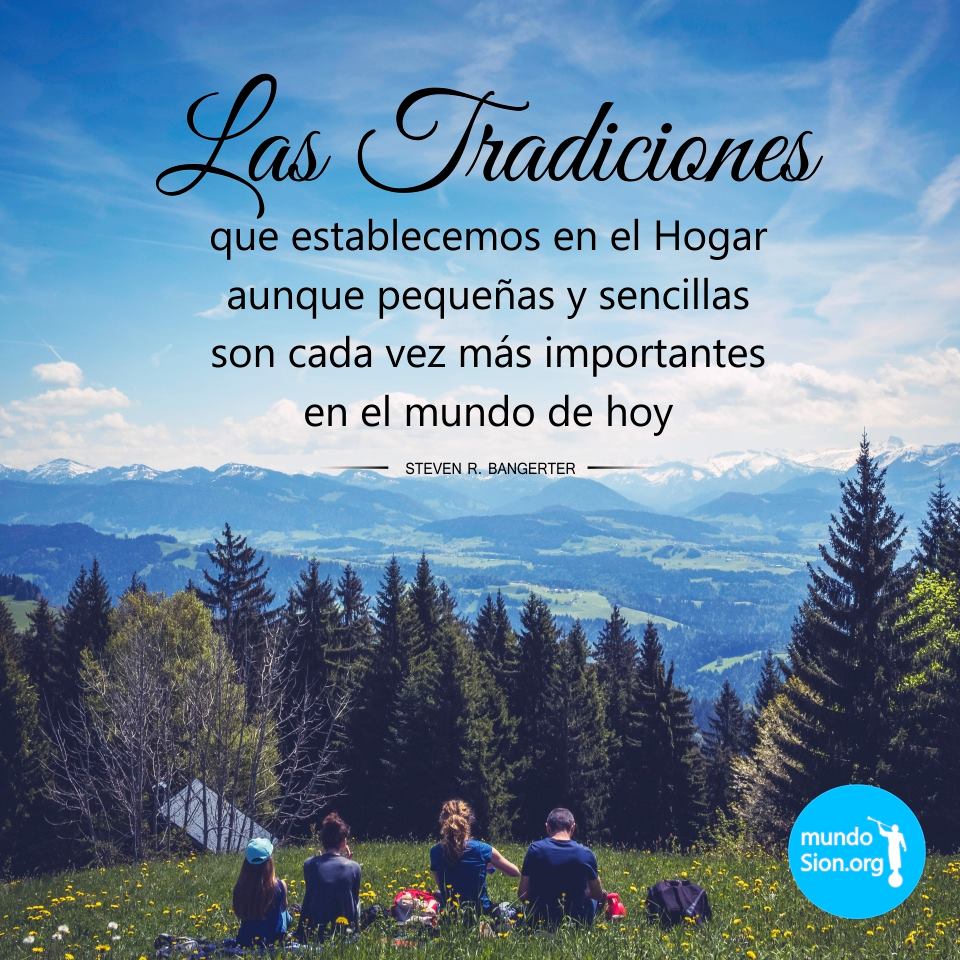 Las Tradiciones
que establecemos en el Hogar
aunque pequeñas y sencillas
son cada vez más importantes
en el mundo de hoy
STEVEN R. BANGERTER
mundo
Sion.org